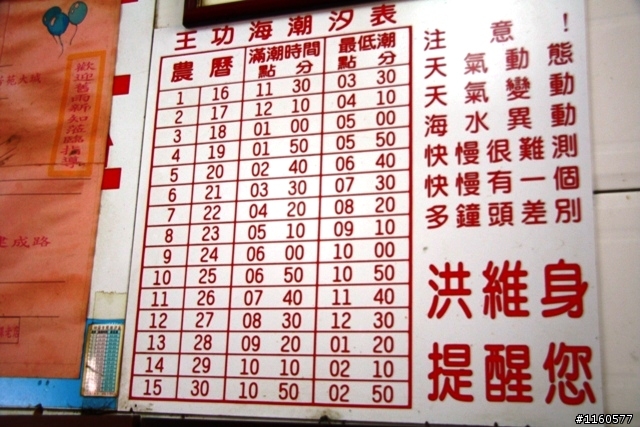 王功海潮汐表
農曆 滿潮時間 點 分 最低潮 點 分
1 16 11 30 03 30
2 17 12 10 04 10
3 18 01 00 05 00
4 19 01 50 05 50
5 20 02 40 06 40
6 21 03 30 07 30
7 22 04 20 08 20
8 23 05 10 09 10
9 24 06 00 10 00
10 25 06 50 10 50
11 26 07 40 11 40
12 27 08 30 12 30
13 28 09 20 01 20
14 29 10 10 02 10
15 30 10 50 02 50
注意!
天氣動態
天氣變動
海水異動
快慢很難測
快慢有一個
多鐘頭差別
洪維身
提醒您
歡迎舊雨新知蒞臨指導
建成路
#1160577